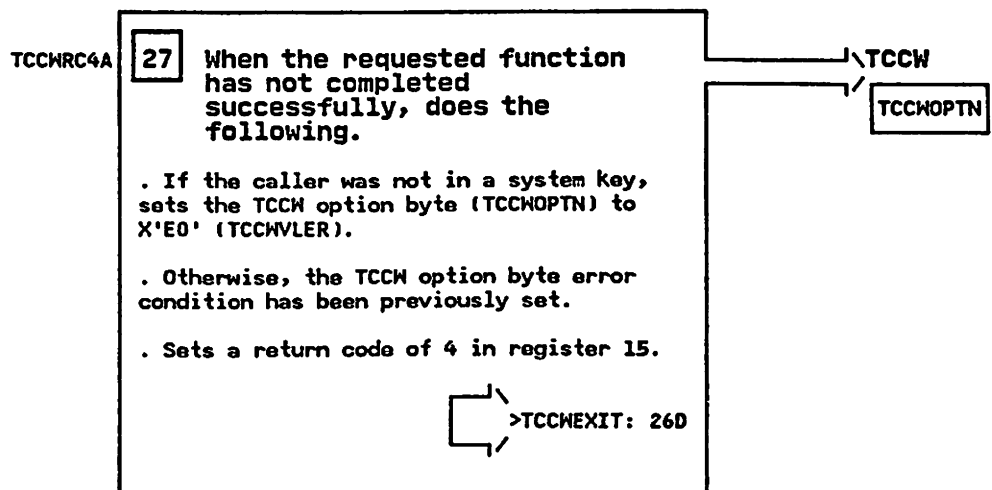 TCCWRC4A
27 When the requested function
has not completed
successfully, does the
following.
TCCW
TCCWOPTN
. If the caller was not in a system key,
sets the TCCW option byte (TCCWOPTN) to
X'E0' (TCCWVLER).
. Otherwise, the TCCW option byte error
condition has been previously set.
. Sets a return code of 4 in register 15.
>TCCWEXIT: 26D